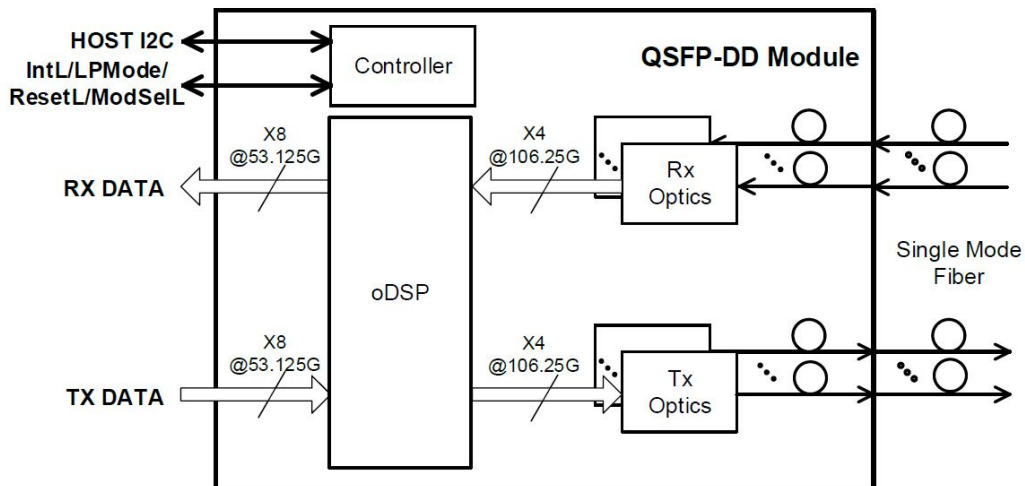 HOST I2C
IntL/LPMode/
ResetL/ModSelL
Controller
QSFP-DD Module
X8
@53.125G
X4
@106.25G
RX DATA
Rx
Optics
Single Mode
Fiber
oDSP
X8
@53.125G
X4
@106.25G
TX DATA
Tx
Optics